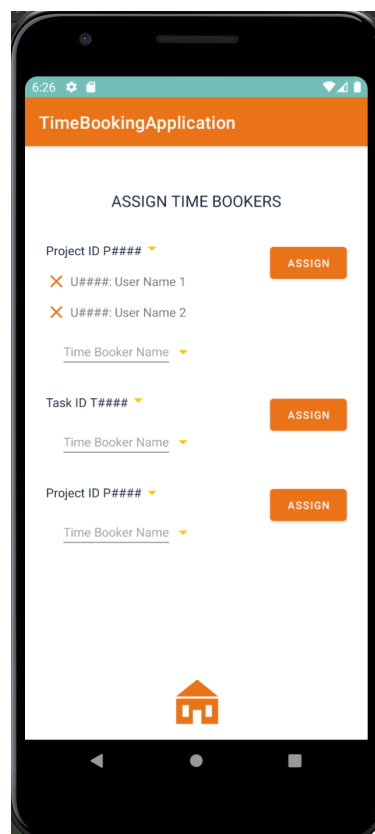 6:26
TimeBookingApplication
ASSIGN TIME BOOKERS
Project ID P####
ASSIGN
U####: User Name 1
U####: User Name 2
Time Booker Name
Task ID T####
ASSIGN
Time Booker Name
Project ID P####
ASSIGN
Time Booker Name